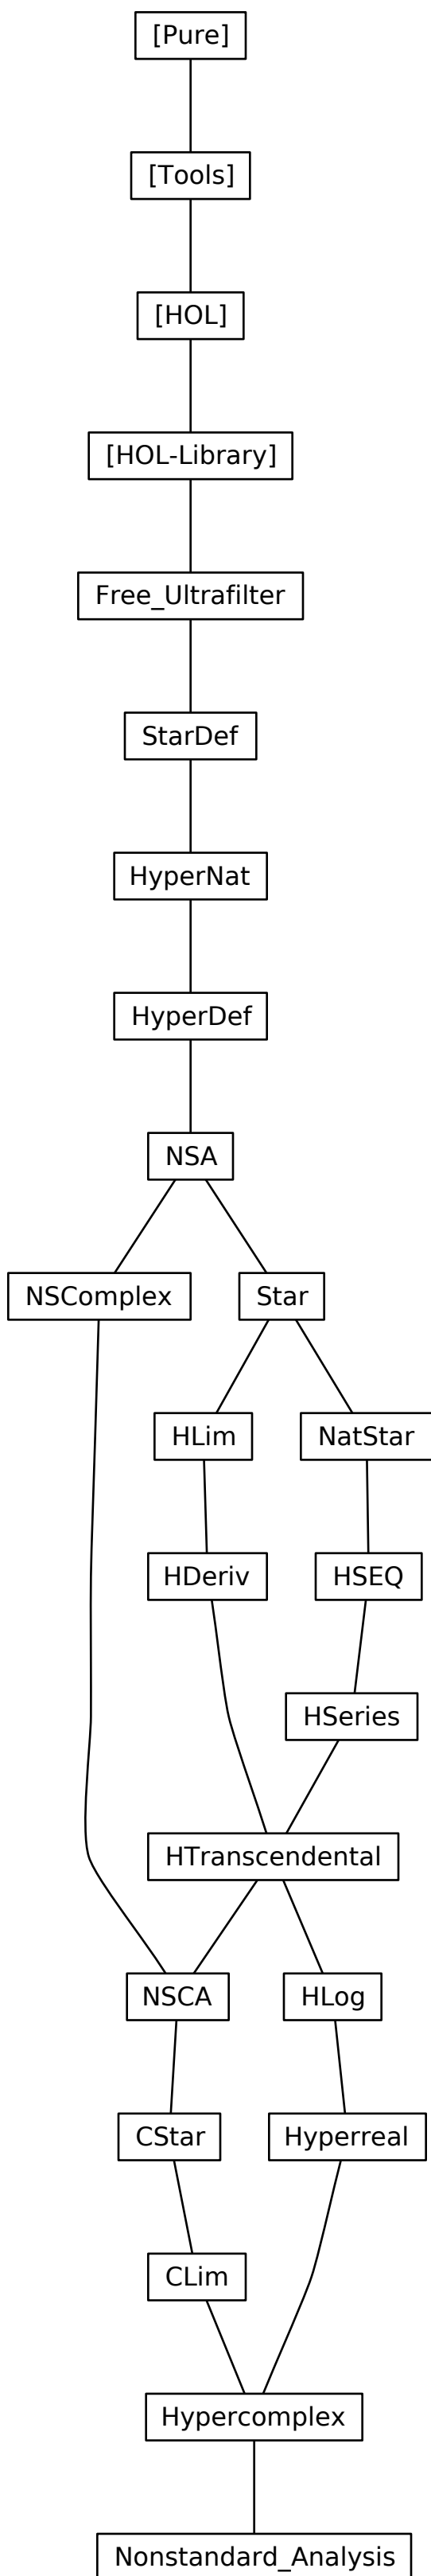 [Pure]
[Tools]
[HOL]
[HOL-Library]
Free_Ultrafilter
StarDef
HyperNat
HyperDef
NSA
NSComplex
Star
HLim
NatStar
HDeriv
HSEQ
HSeries
HTranscendental
NSCA
HLog
CStar
Hyperreal
CLim
Hypercomplex
Nonstandard_Analysis